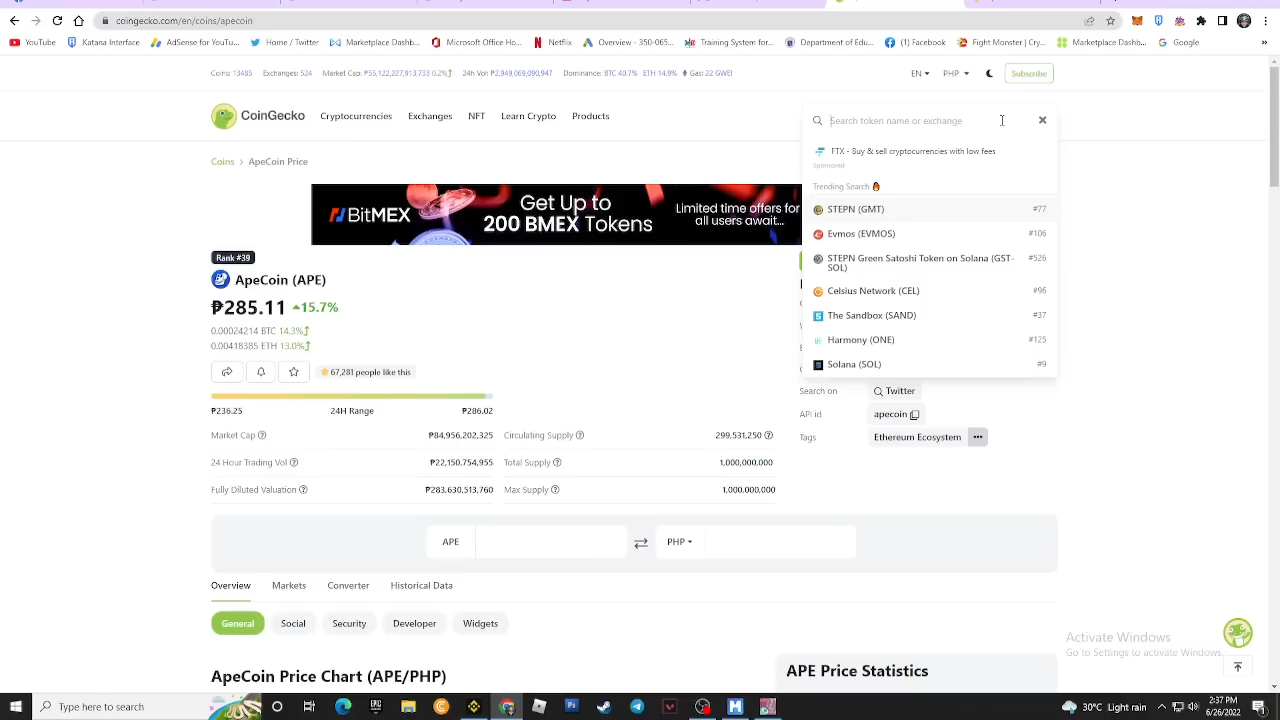 coingecko.com/en/coins/apecoin
YouTube
Katana Interface
AdSense for YouTu...
Home / Twitter
Marketplace Dashb...
Microsoft Office Ho...
Netflix
Overview - 350-065...
Training System for...
Department of Edu...
(1) Facebook
Fight Monster | Cry...
Marketplace Dashb...
Google
»
Coins: 13485
Exchanges: 524
Market Cap: ₱55,122,227,913,733 0.2%
24h Vol: ₱2,949,069,090,947
Dominance: BTC 40.7% ETH 14.9%
Gas: 22 GWEI
EN
PHP
Subscribe
CoinGecko
Cryptocurrencies
Exchanges
NFT
Learn Crypto
Products
Search token name or exchange
FTX - Buy & sell cryptocurrencies with low fees
Sponsored
Trending Search
STEPN (GMT)
#77
Evmos (EVMOS)
#106
STEPN Green Satoshi Token on Solana (GST-
SOL)
#526
Celsius Network (CEL)
#96
The Sandbox (SAND)
#37
Harmony (ONE)
#125
Solana (SOL)
#9
Coins > ApeCoin Price
BitMEX
Get Up to
200 BMEX Tokens
Limited time offers for
all users await...
Rank #39
ApeCoin (APE)
₱285.11 15.7%
0.00024214 BTC 14.3%
0.00418385 ETH 13.0%
67,281 people like this
₱236.25
24H Range
₱286.02
Market Cap
₱84,956,202,325
Circulating Supply
299,531,250
24 Hour Trading Vol
₱22,150,754,955
Total Supply
1,000,000,000
Fully Diluted Valuation
₱283,630,513,760
Max Supply
1,000,000,000
Search on
Twitter
API id
apecoin
Tags
Ethereum Ecosystem
APE
PHP
Overview
Markets
Converter
Historical Data
General
Social
Security
Developer
Widgets
ApeCoin Price Chart (APE/PHP)
APE Price Statistics
Activate Windows
Go to Settings to activate Windows.
Type here to search
EPIC
30°C Light rain
2:37 PM
6/6/2022